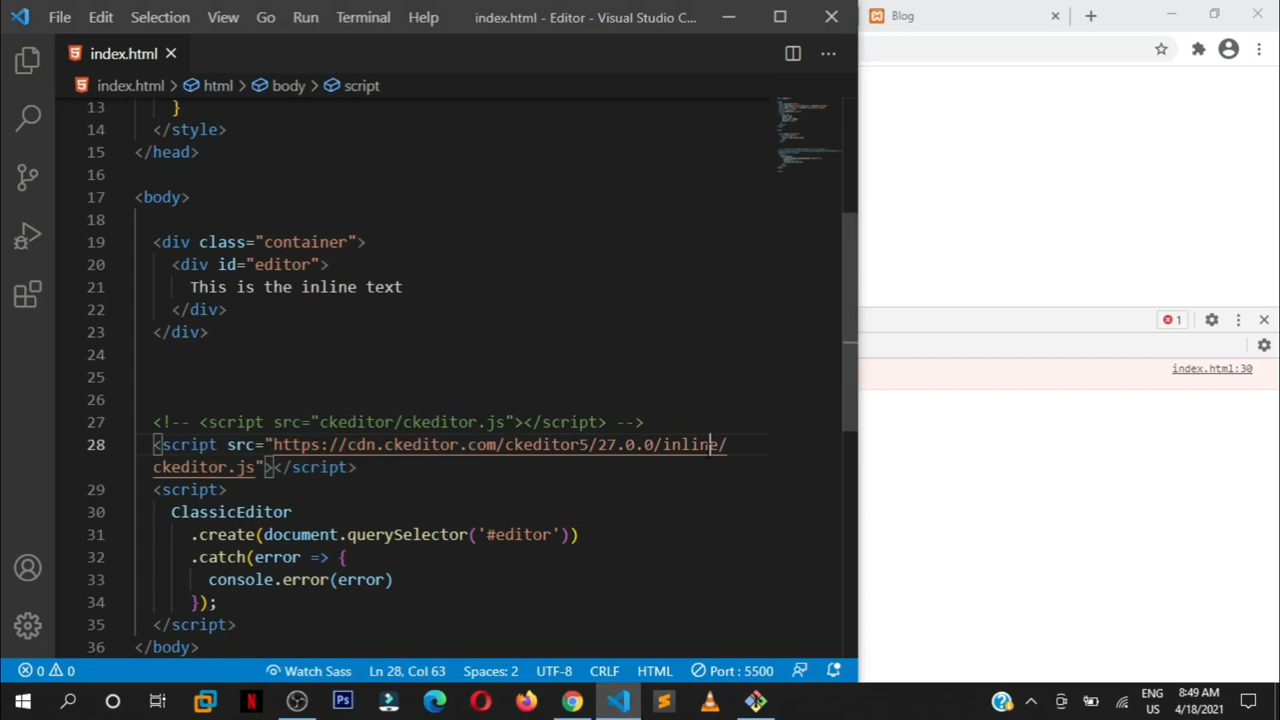 File Edit Selection View Go Run Terminal Help index.html - Editor - Visual Studio C...
Blog
index.html
index.html > html > body > script
13 }
14 </style>
15 </head>
16
17 <body>
18
19 <div class="container">
20 <div id="editor">
21 This is the inline text
22 </div>
23 </div>
24
25
26
27 <!-- <script src="ckeditor/ckeditor.js"></script> -->
28 <script src="https://cdn.ckeditor.com/ckeditor5/27.0.0/inline/
ckeditor.js"></script>
29 <script>
30 ClassicEditor
31 .create(document.querySelector('#editor'))
32 .catch(error => {
33 console.error(error)
34 });
35 </script>
36 </body>
1
index.html:30
0 0 Watch Sass Ln 28, Col 63 Spaces: 2 UTF-8 CRLF HTML Port : 5500
Ps
ENG
US
8:49 AM
4/18/2021